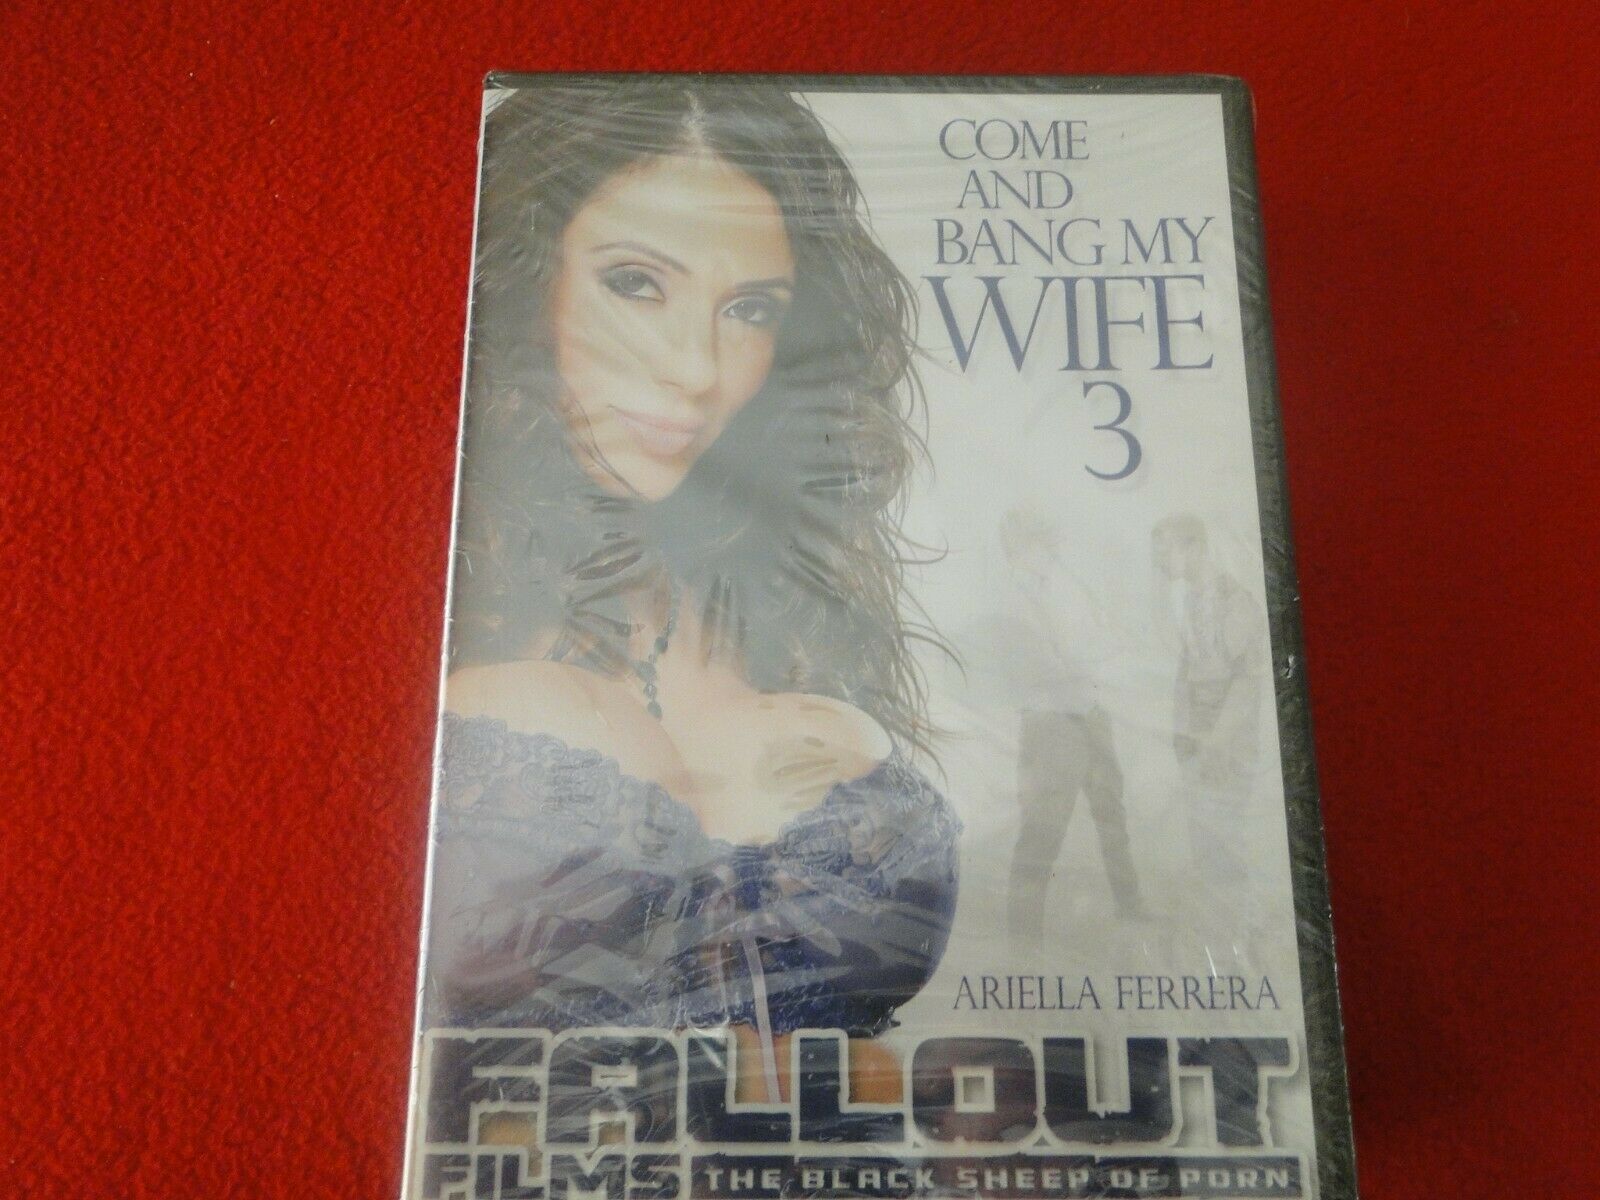 COME
AND
BANG MY
WIFE
3
ARIELLA FERRERA
FALLOUT
FILMS THE BLACK SHEEP OF PORN